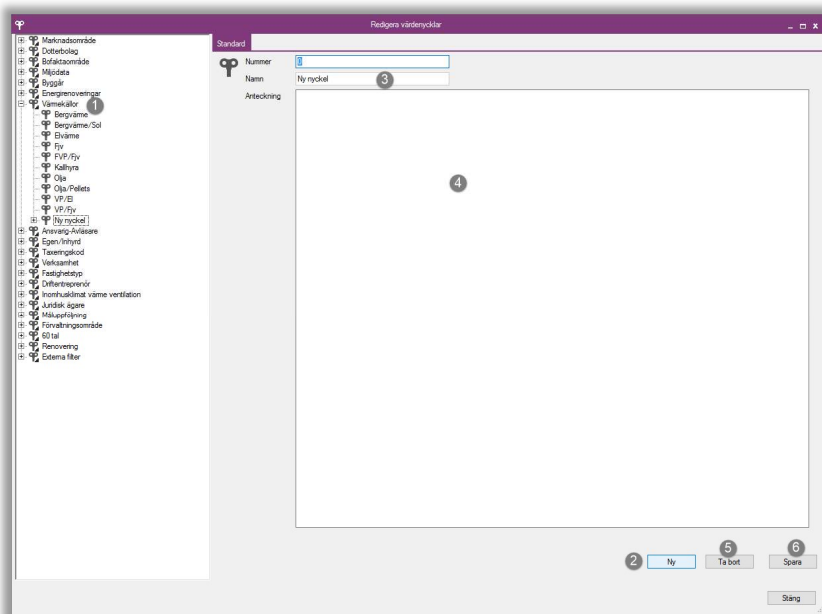 Redigera värdenycklar
Marknadsområde
Dotterbolag
Bofaktaområde
Miljödata
Byggår
Energirenoveringar
Värmekällor
1
Bergvärme
Bergvärme/Sol
Elvärme
Fjv
FVP/Fjv
Kallhyra
Olja
Olja/Pellets
VP/El
VP/Fjv
Ny nyckel
Ansvarig-Avläsare
Egen/Inhyrd
Taxeringskod
Verksamhet
Fastighetstyp
Driftentreprenör
Inomhusklimat värme ventilation
Juridisk ägare
Måluppföljning
Förvaltningsområde
60 tal
Renovering
Externa filter
Standard
Nummer 0
Namn Ny nyckel 3
Anteckning
4
5 6
2 Ny Ta bort Spara
Stäng